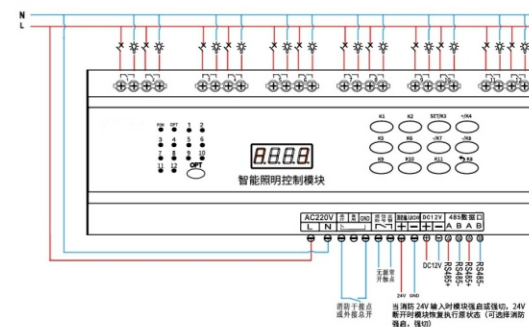 N
L
K1 K2 SET/K3 +/K4
POW OPT 1 2
3 4 5 6
7 8 9 10
11 12 OPT
K5 K6 -/K7 -/K8
K9 K10 K11
8.8.8.8
智能照明控制模块
AC220V GND DC12V 485数据口
L N + - + - A B A B
无源常
开触点
24V GND
DC12V
RS485+
RS485-
RS485+
RS485-
消防干接点
或外接总开
当消防 24V 输入时模块强启或强切，24V
断开时模块恢复执行原状态（可选择消防
强启，强切）